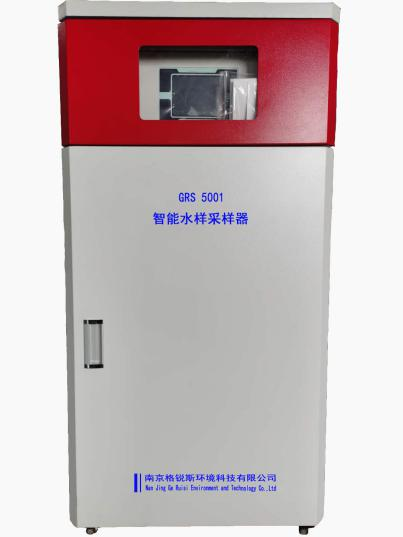 GRS 5001
智能水样采样器
南京格锐斯环境科技有限公司
Nan Jing Ge Ruisi Environment and Technology Co.,Ltd